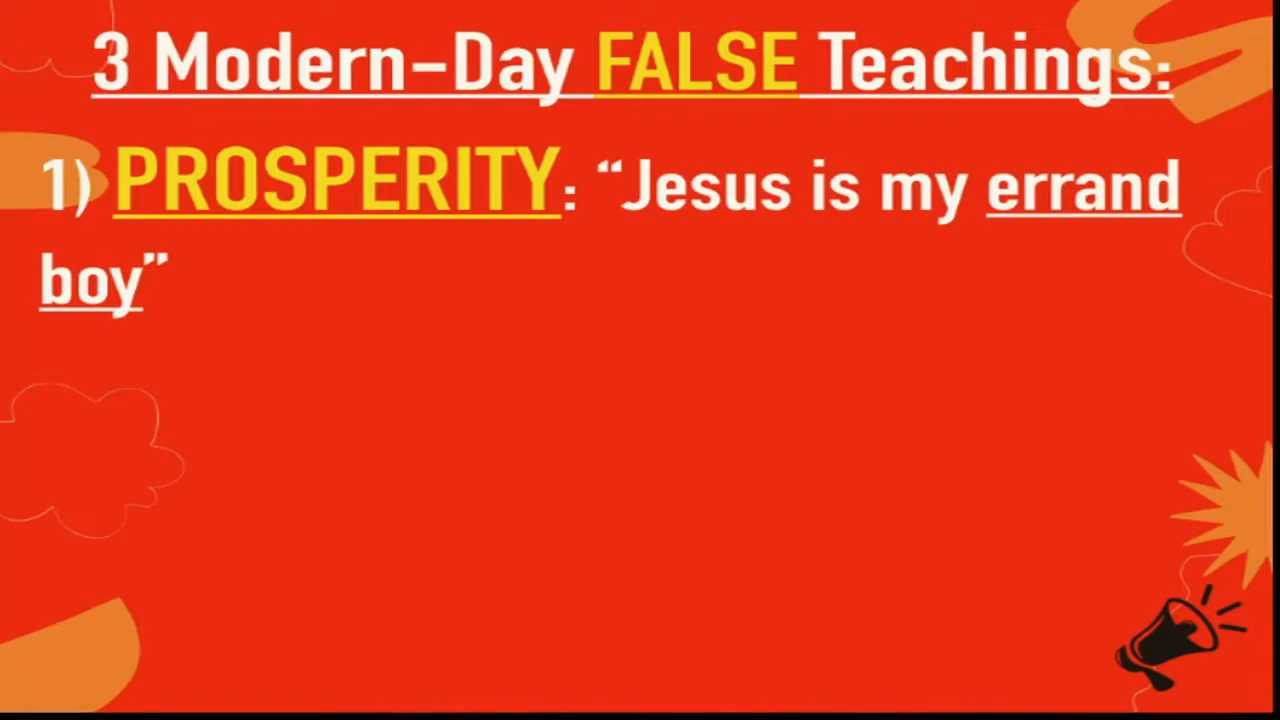 3 Modern-Day FALSE Teachings:
1) PROSPERITY: “Jesus is my errand
boy”